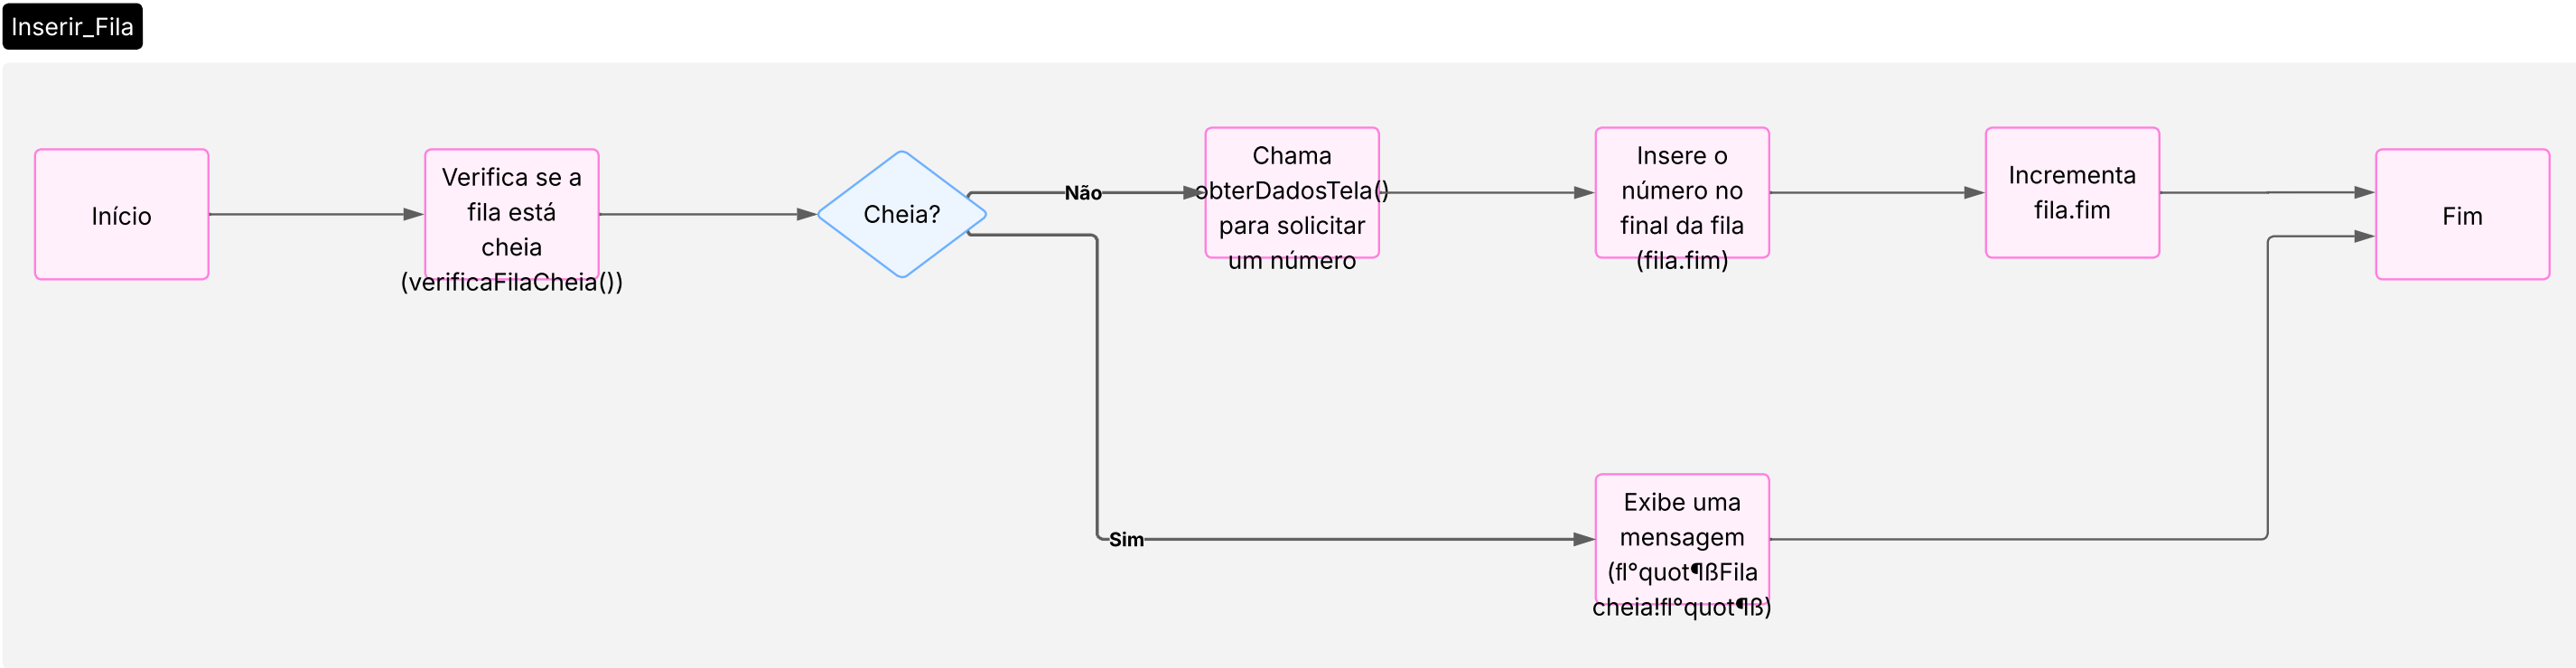 Inserir_Fila
Início
Verifica se a
fila está
cheia
(verificaFilaCheia())
Cheia?
Não
Chama
obterDadosTela()
para solicitar
um número
Insere o
número no
final da fila
(fila.fim)
Incrementa
fila.fim
Fim
Sim
Exibe uma
mensagem
(ﬂ°quot¶ßFila
cheia!ﬂ°quot¶ß)